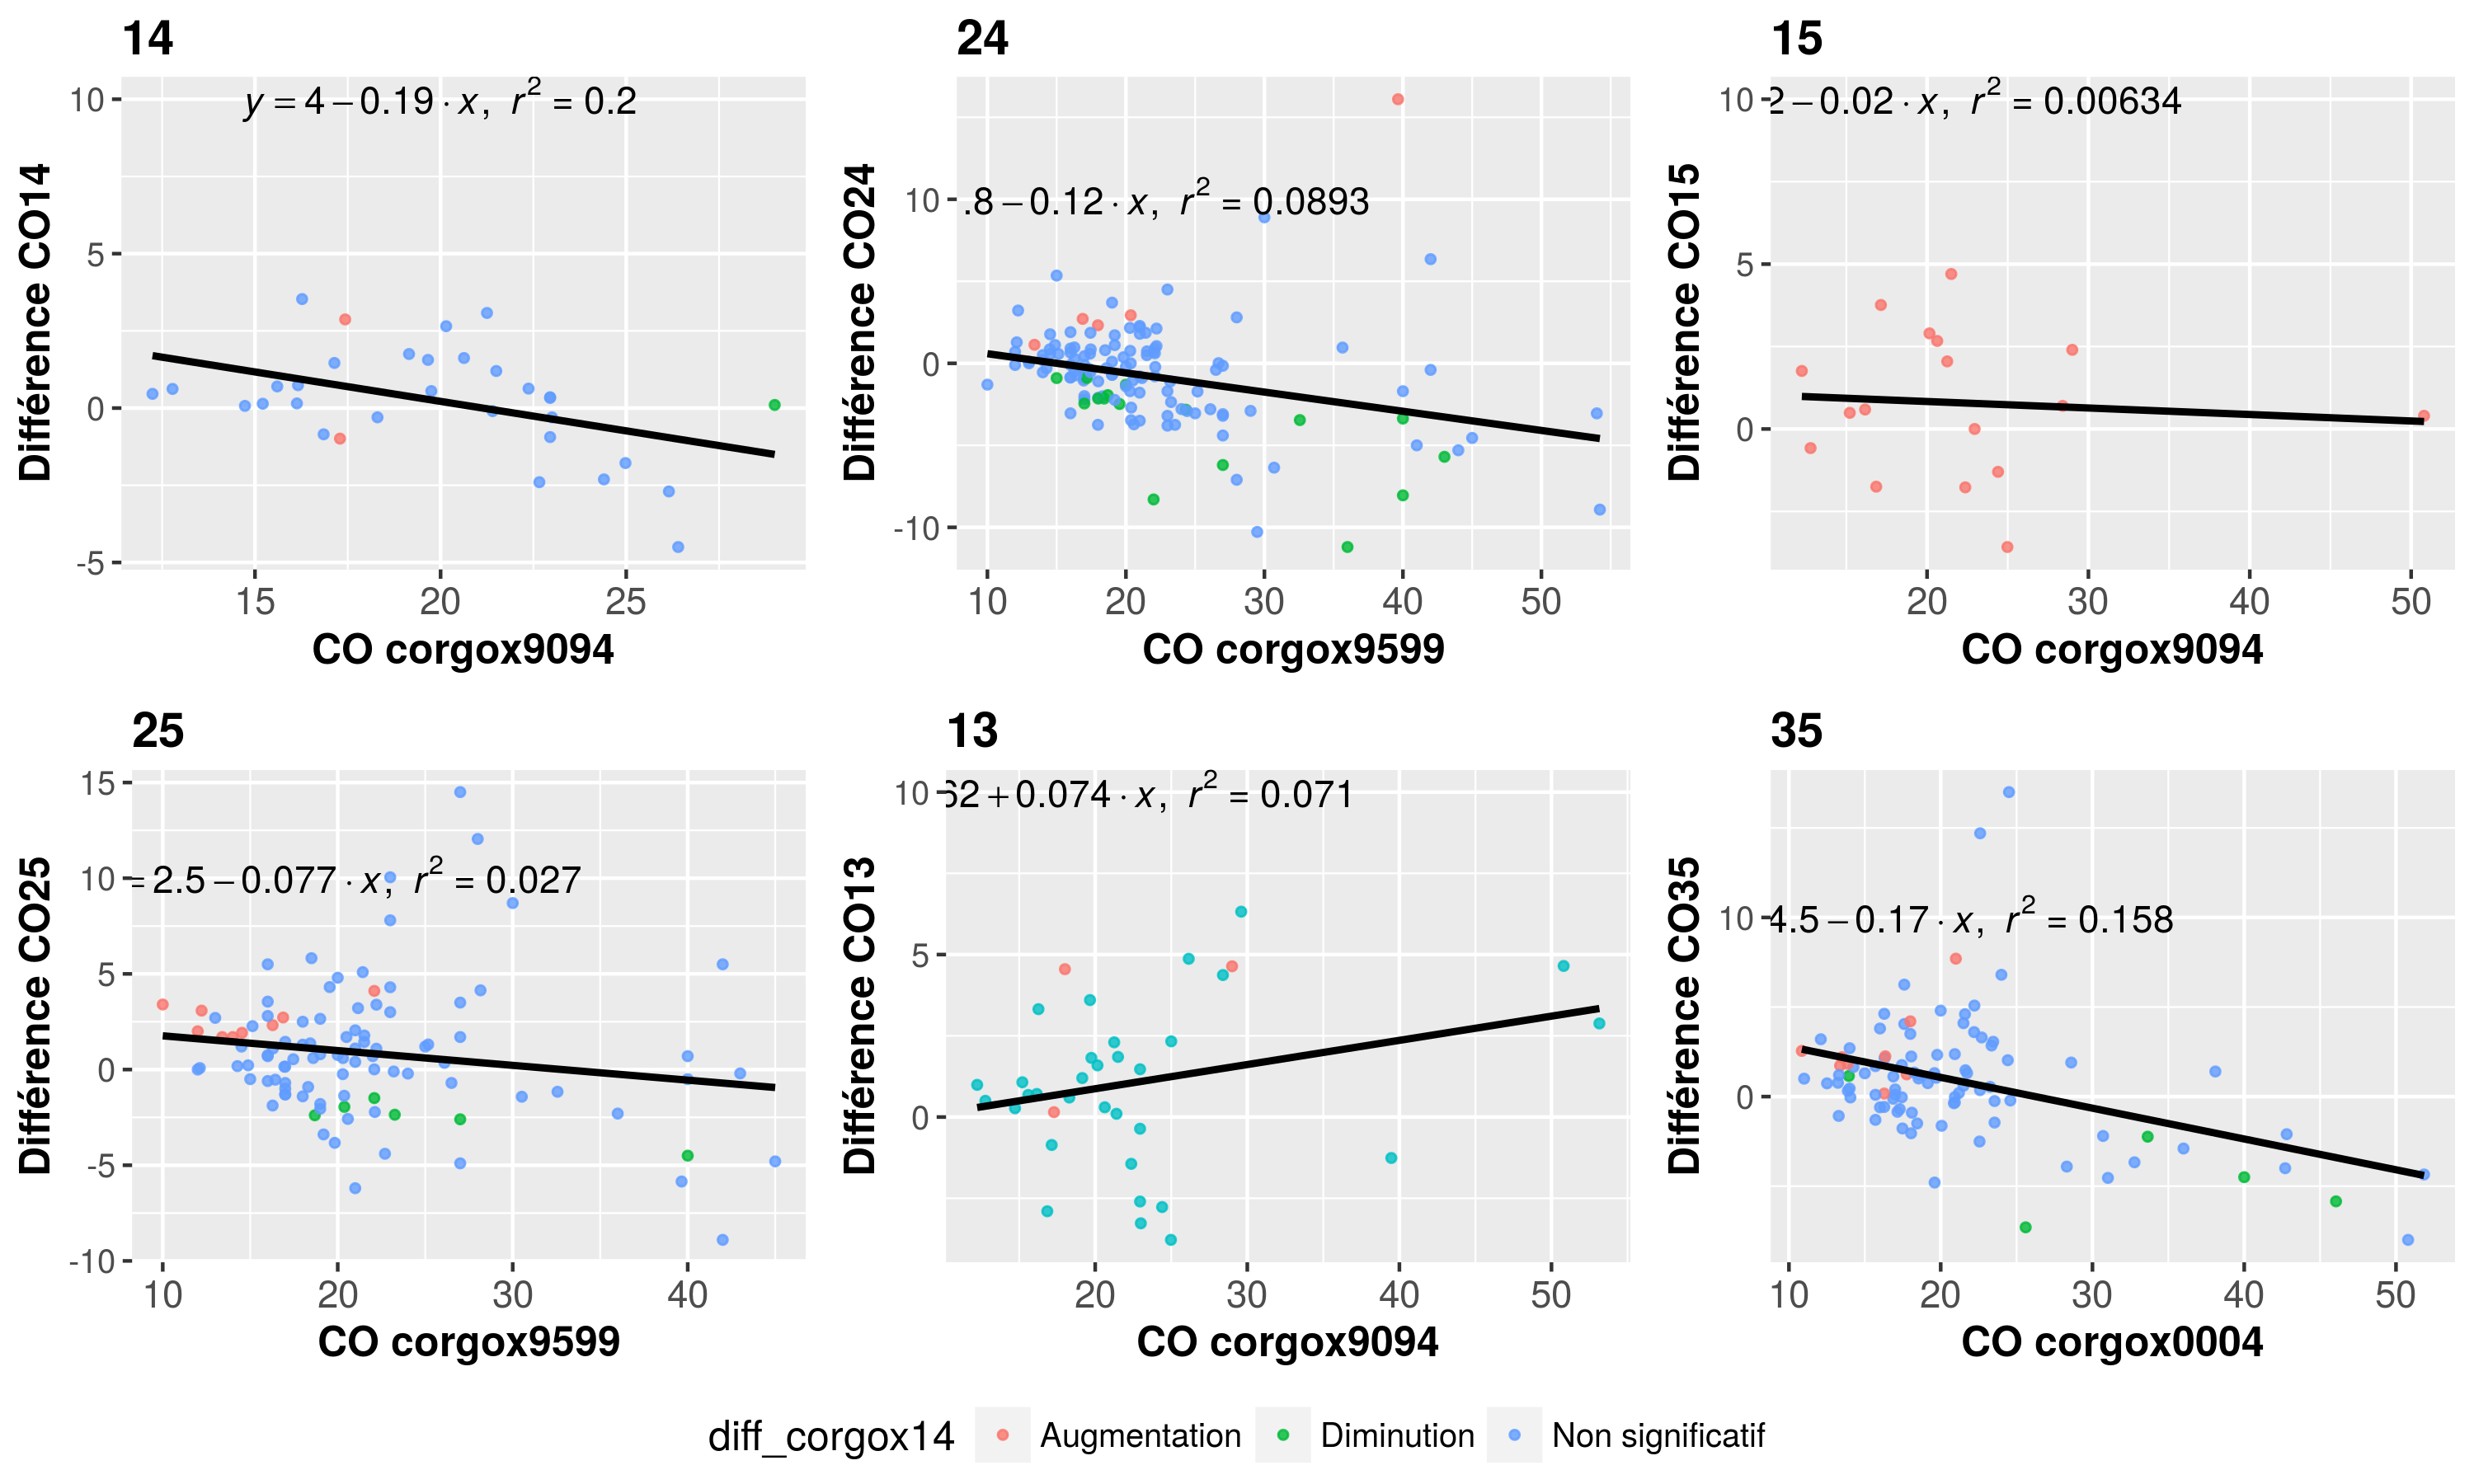 14
10
5
0
-5
15
20
25
y = 4 − 0.19 · x, r² = 0.2
Différence CO14
CO corgox9094
24
10
0
-10
10
20
30
40
50
.8 − 0.12 · x, r² = 0.0893
Différence CO24
CO corgox9599
15
10
5
0
20
30
40
50
2 − 0.02 · x, r² = 0.00634
Différence CO15
CO corgox9094
25
15
10
5
0
-5
-10
10
20
30
40
= 2.5 − 0.077 · x, r² = 0.027
Différence CO25
CO corgox9599
13
10
5
0
20
30
40
50
62 + 0.074 · x, r² = 0.071
Différence CO13
CO corgox9094
35
10
0
10
20
30
40
50
4.5 − 0.17 · x, r² = 0.158
Différence CO35
CO corgox0004
diff_corgox14 Augmentation Diminution Non significatif